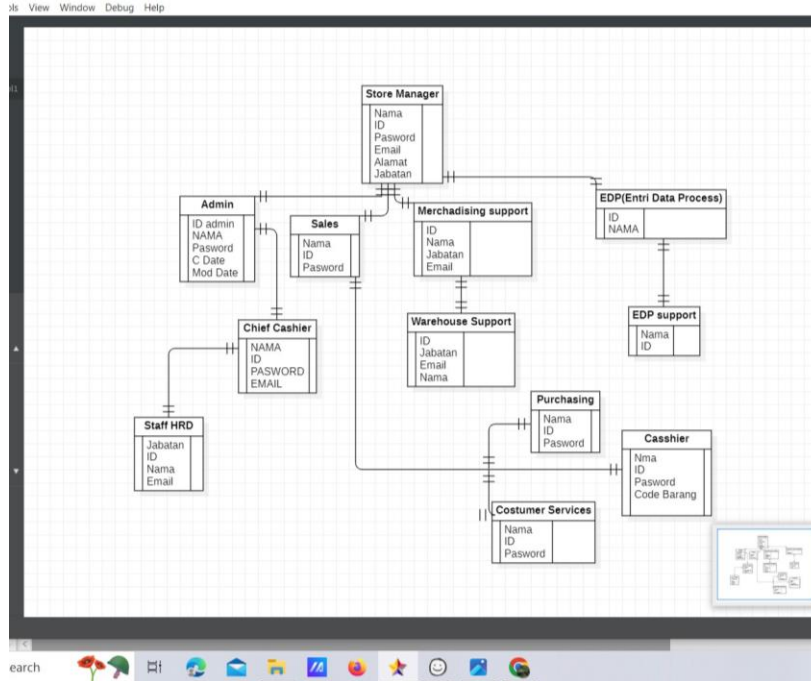 View Window Debug Help
Store Manager
Nama
ID
Pasword
Email
Alamat
Jabatan
Admin
ID admin
NAMA
Pasword
C Date
Mod Date
Sales
Nama
ID
Pasword
Merchadising support
ID
Nama
Jabatan
Email
EDP(Entri Data Process)
ID
NAMA
Chief Cashier
NAMA
ID
PASWORD
EMAIL
Warehouse Support
ID
Jabatan
Email
Nama
EDP support
Nama
ID
Staff HRD
Jabatan
ID
Nama
Email
Purchasing
Nama
ID
Pasword
Casshier
Nma
ID
Pasword
Code Barang
Costumer Services
Nama
ID
Pasword
earch